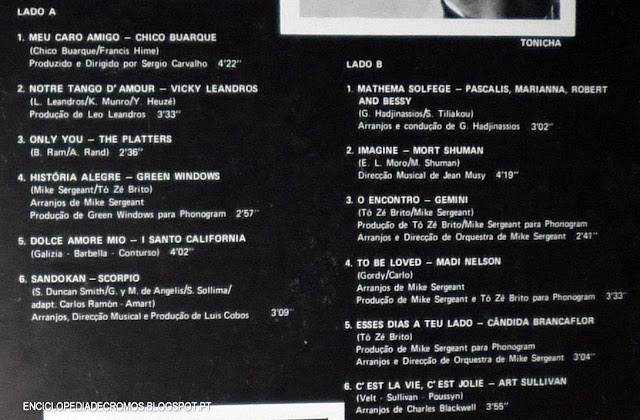 LADO A
1. MEU CARO AMIGO – CHICO BUARQUE
(Chico Buarque/Francis Hime)
Produzido e Dirigido por Sergio Carvalho 4'22"
2. NOTRE TANGO D'AMOUR – VICKY LEANDROS
(L. Leandros/K. Munro/Y. Heuzé)
Produção de Leo Leandros 3'33"
3. ONLY YOU – THE PLATTERS
(B. Ram/A. Rand) 2'36"
4. HISTÓRIA ALEGRE – GREEN WINDOWS
(Mike Sergeant/Tó Zé Brito)
Arranjos de Mike Sergeant
Produção de Green Windows para Phonogram 2'57"
5. DOLCE AMORE MIO – I SANTO CALIFORNIA
(Galizia - Barbella - Conturso) 4'02"
6. SANDOKAN – SCORPIO
(S. Duncan Smith/G. y M. de Angelis/S. Sollima/
adapt. Carlos Ramón - Amart)
Arranjos, Direcção Musical e Produção de Luis Cobos 3'09"
TONICHA
LADO B
1. MATHEMA SOLFEGE – PASCALIS, MARIANNA, ROBERT
AND BESSY
(G. Hadjinassios/S. Tiliakou)
Arranjos e condução de G. Hadjinassios 3'02"
2. IMAGINE – MORT SHUMAN
(E. L. Moro/M. Shuman)
Direcção Musical de Jean Musy 4'19"
3. O ENCONTRO – GEMINI
(Tó Zé Brito/Mike Sergeant)
Produção de Tó Zé Brito/Mike Sergeant para Phonogram
Arranjos e Direcção de Orquestra de Mike Sergeant 2'41"
4. TO BE LOVED – MADI NELSON
(Gordy/Carlo)
Arranjos de Mike Sergeant
Produção de Mike Sergeant e Tó Zé Brito para Phonogram 3'33"
5. ESSES DIAS A TEU LADO – CÂNDIDA BRANCAFLOR
(Tó Zé Brito)
Produção de Mike Sergeant para Phonogram
Arranjos e Direcção de Orquestra de Mike Sergeant 3'04"
6. C'EST LA VIE, C'EST JOLIE – ART SULLIVAN
(Velt - Sullivan - Poussyn)
Arranjos de Charles Blackwell 3'55"
ENCICLOPEDIADECROMOS.BLOGSPOT.PT